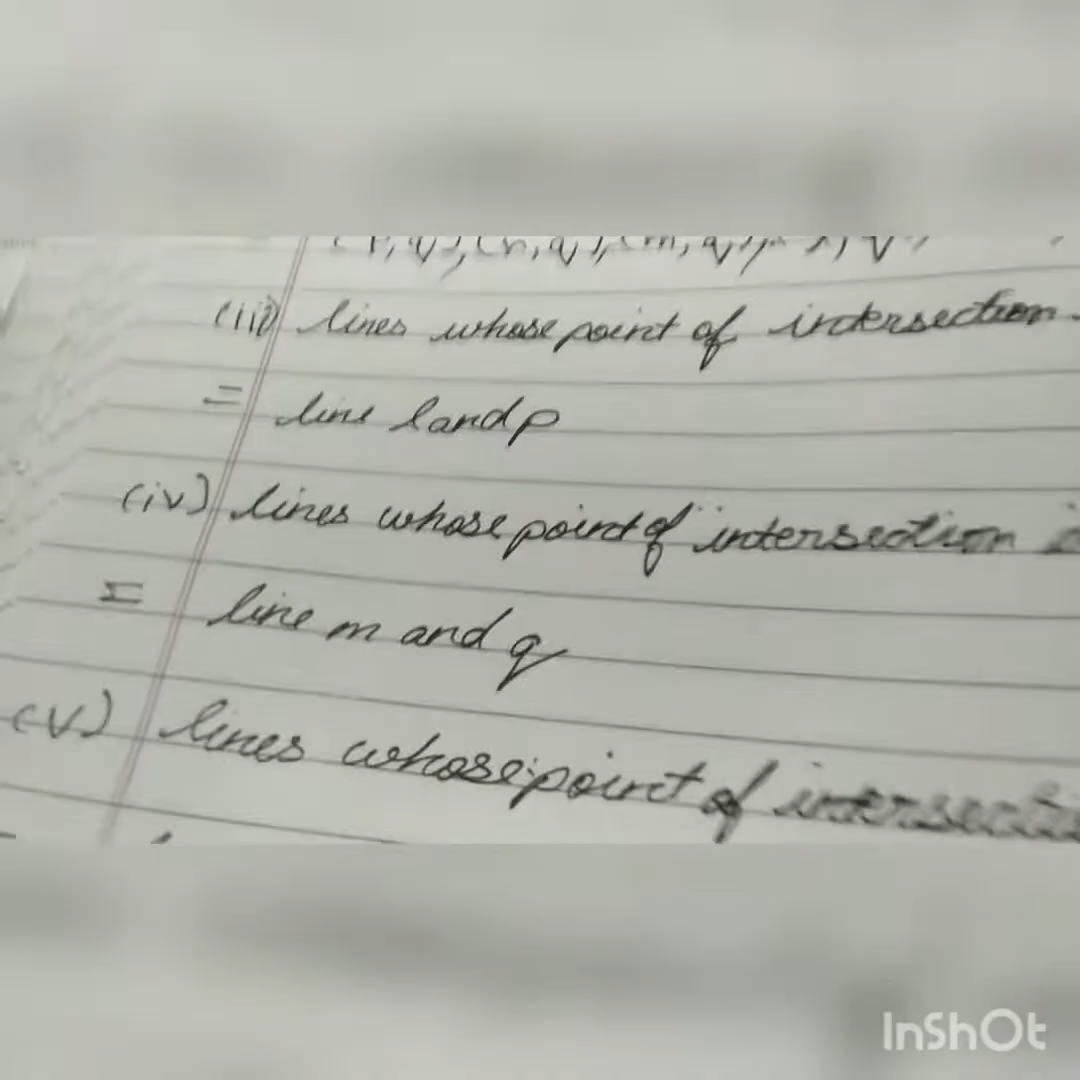 (iii) lines whose point of intersection
= line l and p
(iv) lines whose point of intersection
= line m and q
(v) lines whose point of
InShOt